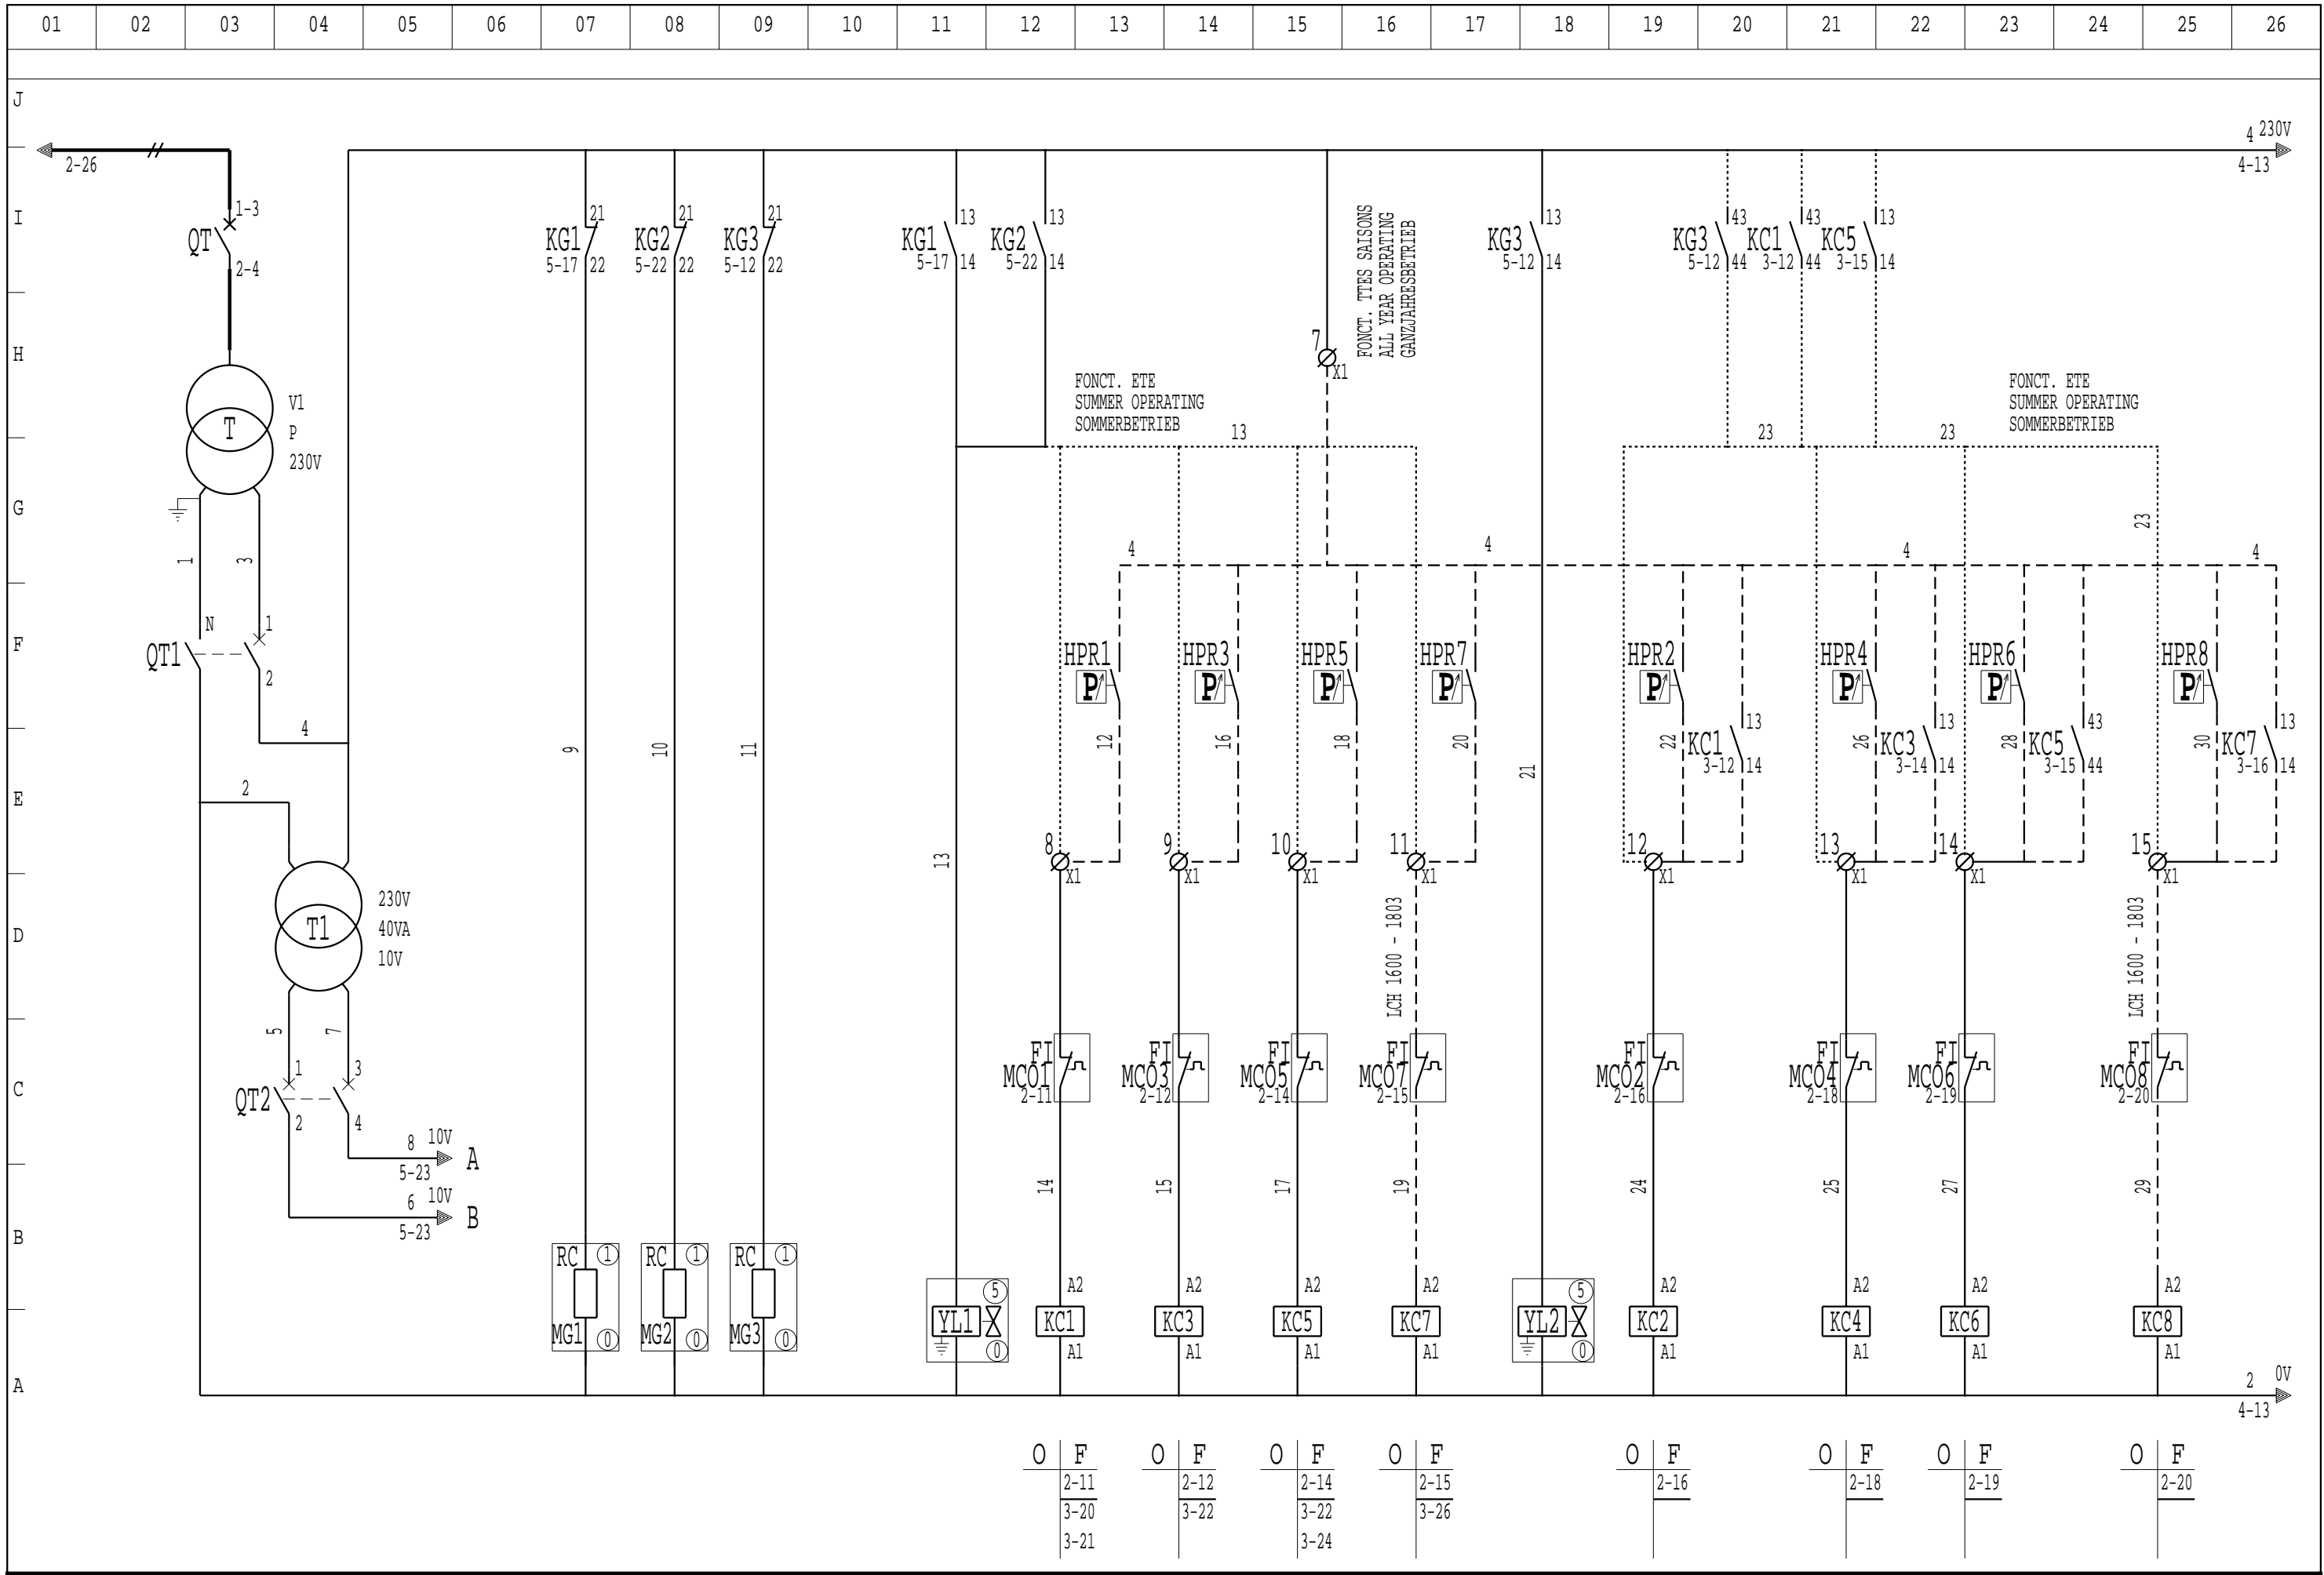 01 02 03 04 05 06 07 08 09 10 11 12 13 14 15 16 17 18 19 20 21 22 23 24 25 26
J
4 230V
2-26
4-13
I
1-3
QT
2-4
21
KG1
5-17 22
21
KG2
5-22 22
21
KG3
5-12 22
13
KG1
5-17 14
13
KG2
5-22 14
FONCT. TTES SAISONS
ALL YEAR OPERATING
GANZJAHRESBETRIEB
13
KG3
5-12 14
43
KG3
5-12 44
43
KC1
3-12 44
13
KC5
3-15 14
H
7
X1
V1
T P
230V
FONCT. ETE
SUMMER OPERATING
SOMMERBETRIEB
13
FONCT. ETE
SUMMER OPERATING
SOMMERBETRIEB
23 23
G
1 3
23
4 4 4 4
F
N 1
QT1
2
4
HPR1
P
HPR3
P
HPR5
P
HPR7
P
HPR2
P
HPR4
P
HPR6
P
HPR8
P
9 10 11
12 16 18 20
21
22
13
KC1
3-12 14
26
13
KC3
3-14 14
28
43
KC5
3-15 44
30
13
KC7
3-16 14
E
2
13
8 X1
9 X1
10 X1
11 X1
12 X1
13 X1
14 X1
15 X1
D
230V
T1 40VA
10V
LCH 1600 - 1803
LCH 1600 - 1803
5 7
C
1 3
QT2
2 4
FI
MCO1
2-11
FI
MCO3
2-12
FI
MCO5
2-14
FI
MCO7
2-15
FI
MCO2
2-16
FI
MCO4
2-18
FI
MCO6
2-19
FI
MCO8
2-20
8 10V
5-23 A
6 10V
5-23 B
14 15 17 19 24 25 27 29
B
RC 1
MG1 0
RC 1
MG2 0
RC 1
MG3 0
5
YL1
0
A2
KC1
A1
A2
KC3
A1
A2
KC5
A1
A2
KC7
A1
5
YL2
0
A2
KC2
A1
A2
KC4
A1
A2
KC6
A1
A2
KC8
A1
A
2 0V
4-13
O F
2-11
3-20
3-21
O F
2-12
3-22
O F
2-14
3-22
3-24
O F
2-15
3-26
O F
2-16
O F
2-18
O F
2-19
O F
2-20